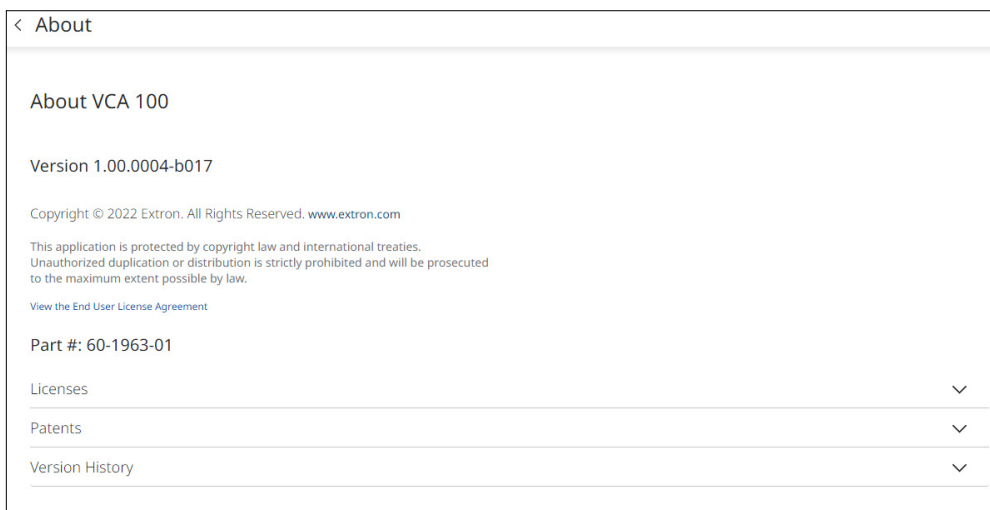 About
About VCA 100
Version 1.00.0004-b017
Copyright © 2022 Extron. All Rights Reserved. www.extron.com
This application is protected by copyright law and international treaties.
Unauthorized duplication or distribution is strictly prohibited and will be prosecuted
to the maximum extent possible by law.
View the End User License Agreement
Part #: 60-1963-01
Licenses
Patents
Version History